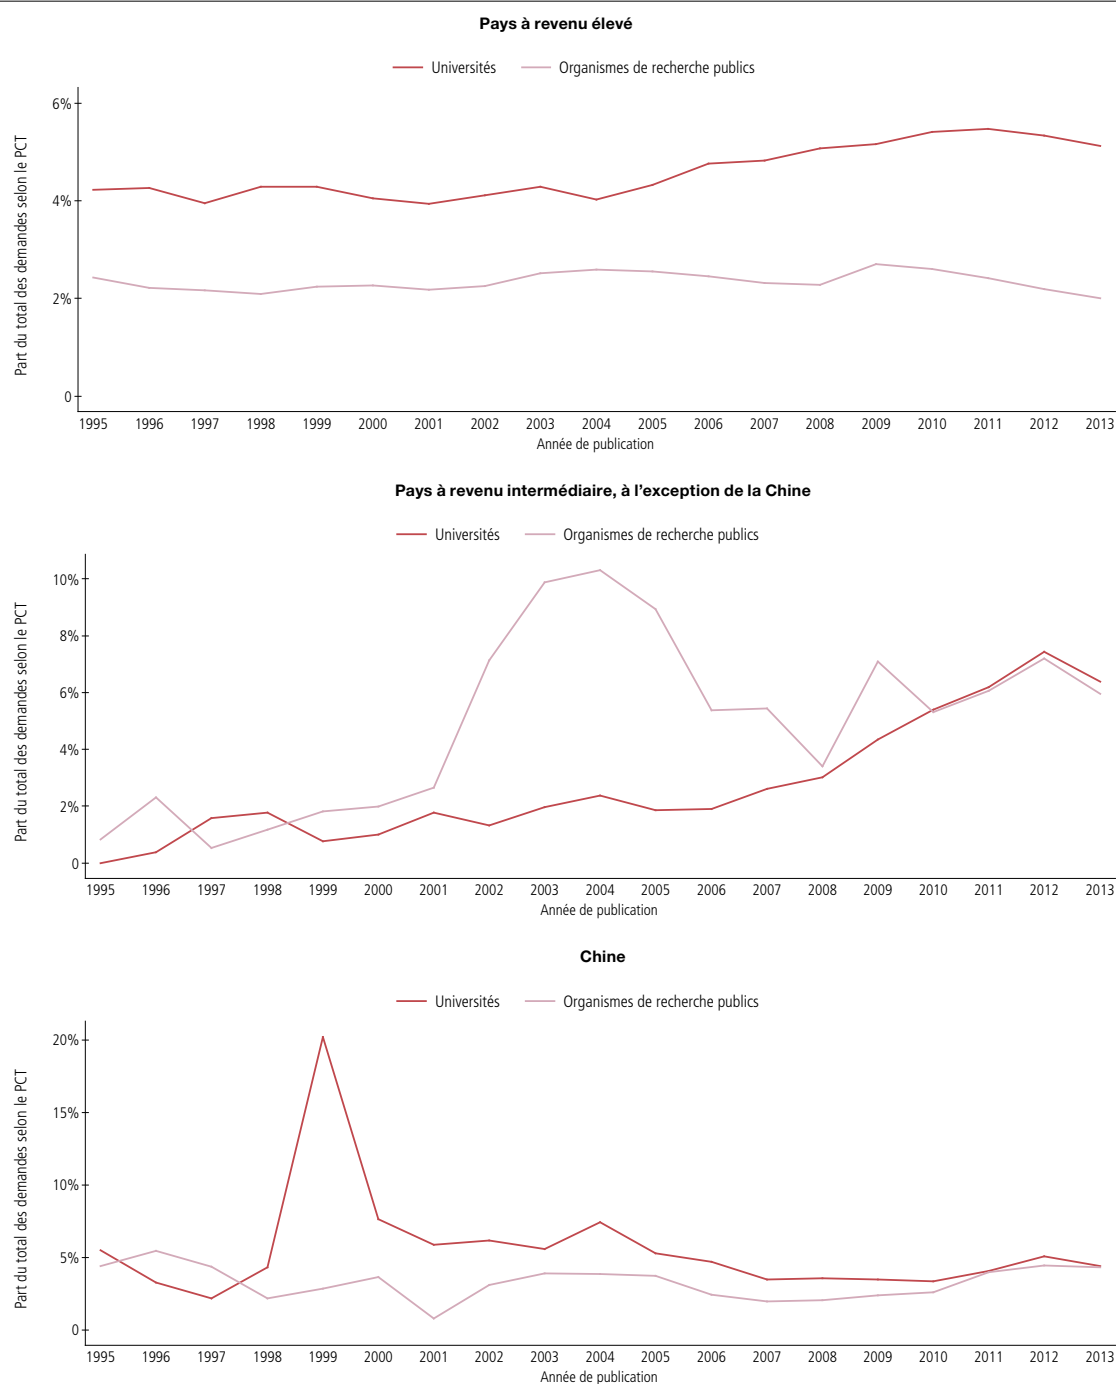 Pays à revenu élevé
Universités Organismes de recherche publics
Part du total des demandes selon le PCT
6%
4%
2%
0
1995 1996 1997 1998 1999 2000 2001 2002 2003 2004 2005 2006 2007 2008 2009 2010 2011 2012 2013
Année de publication
Pays à revenu intermédiaire, à l’exception de la Chine
Universités Organismes de recherche publics
Part du total des demandes selon le PCT
10%
8%
6%
4%
2%
0
1995 1996 1997 1998 1999 2000 2001 2002 2003 2004 2005 2006 2007 2008 2009 2010 2011 2012 2013
Année de publication
Chine
Universités Organismes de recherche publics
Part du total des demandes selon le PCT
20%
15%
10%
5%
0
1995 1996 1997 1998 1999 2000 2001 2002 2003 2004 2005 2006 2007 2008 2009 2010 2011 2012 2013
Année de publication